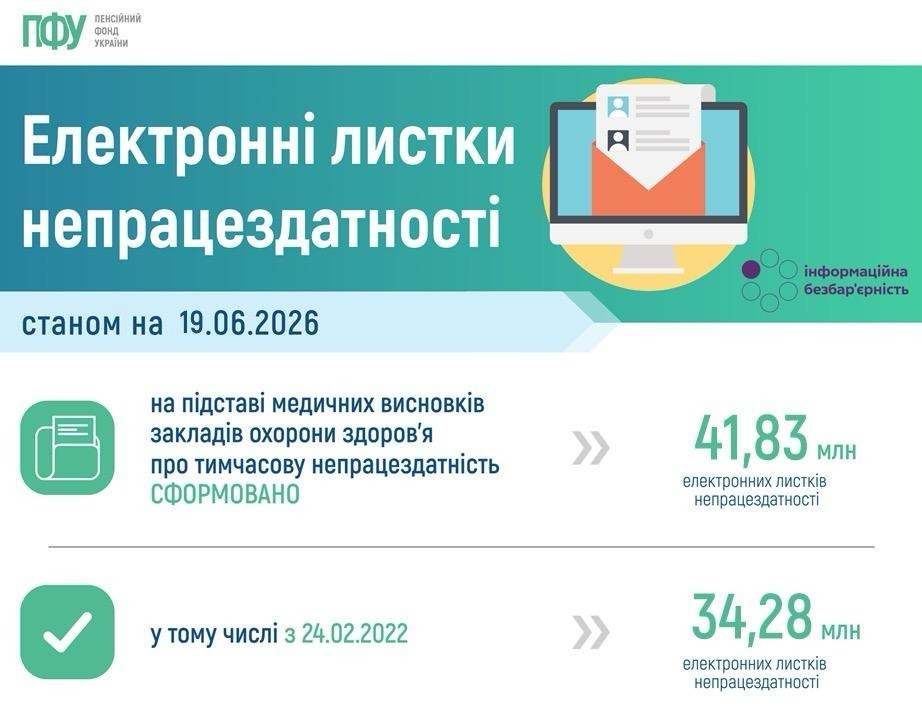 ПФУ
ПЕНСІЙНИЙ
ФОНД
УКРАЇНИ
Електронні листки
непрацездатності
інформаційна
безбар'єрність
станом на 19.06.2026
на підставі медичних висновків
закладів охорони здоров'я
про тимчасову непрацездатність
СФОРМОВАНО
41,83 млн
електронних листків
непрацездатності
у тому числі з 24.02.2022
34,28 млн
електронних листків
непрацездатності